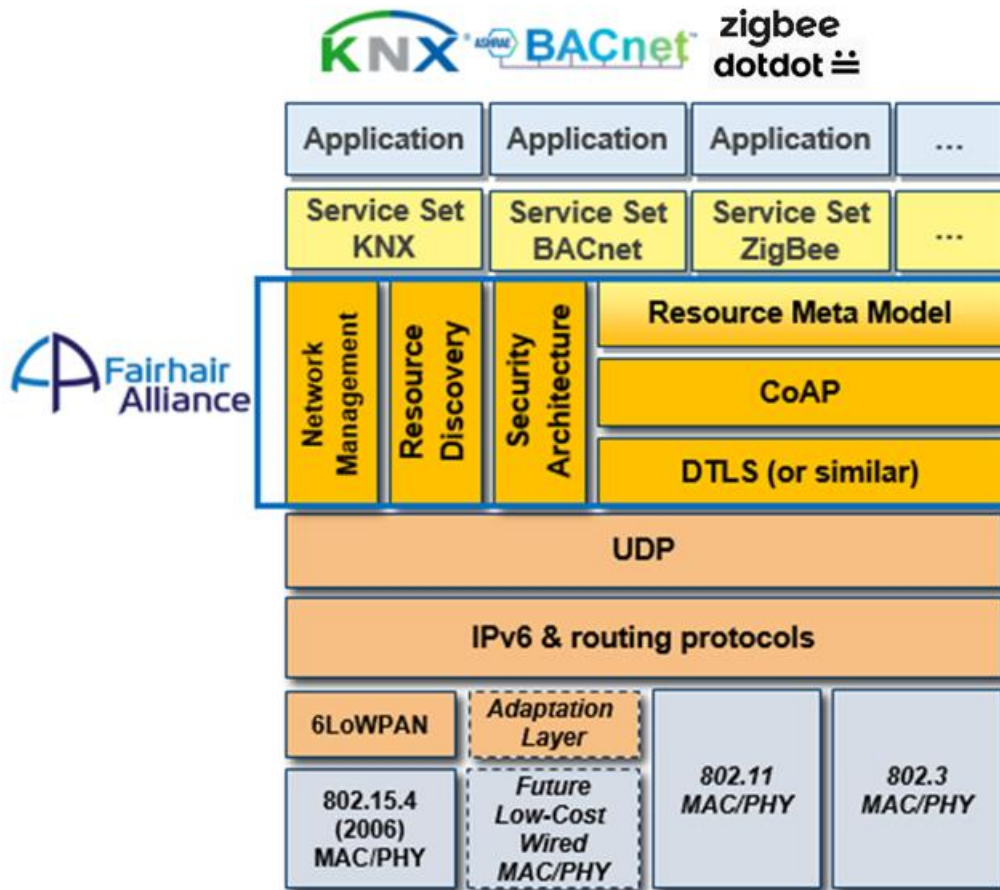 KNX® ASHRAE BACnet™ zigbee
dotdot
Application Application Application ...
Service Set Service Set Service Set ...
KNX BACnet ZigBee
Fairhair
Alliance
Network
Management
Resource
Discovery
Security
Architecture
Resource Meta Model
CoAP
DTLS (or similar)
UDP
IPv6 & routing protocols
6LoWPAN
Adaptation
Layer
802.15.4
(2006)
MAC/PHY
Future
Low-Cost
Wired
MAC/PHY
802.11
MAC/PHY
802.3
MAC/PHY